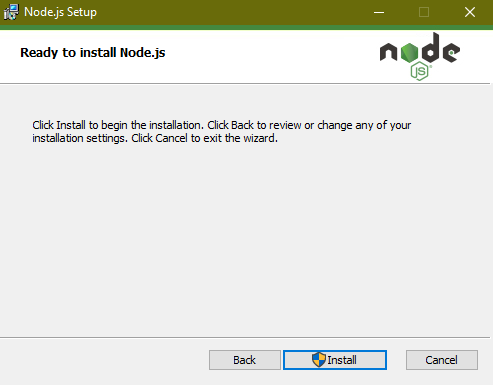 Node.js Setup
Ready to install Node.js
node
JS
Click Install to begin the installation. Click Back to review or change any of your
installation settings. Click Cancel to exit the wizard.
Back
Install
Cancel